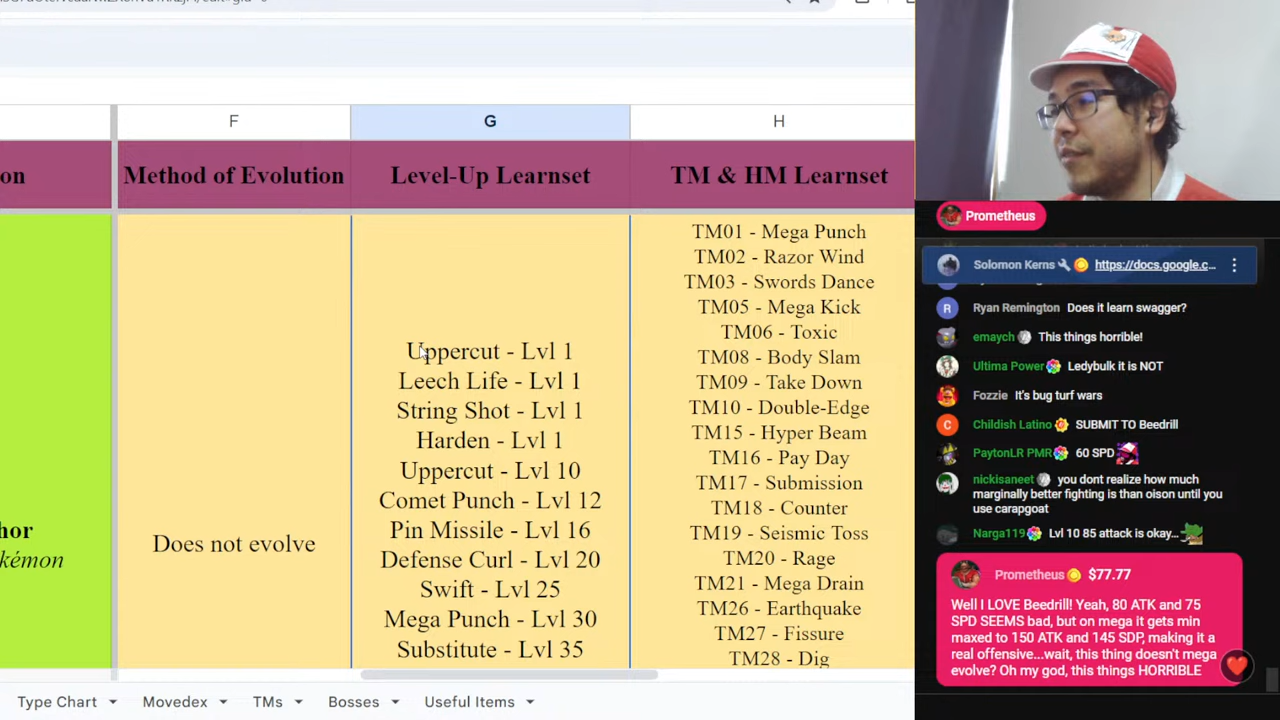 F
G
H
on
Method of Evolution
Level-Up Learnset
TM & HM Learnset
hor
kémon
Does not evolve
Uppercut - Lvl 1
Leech Life - Lvl 1
String Shot - Lvl 1
Harden - Lvl 1
Uppercut - Lvl 10
Comet Punch - Lvl 12
Pin Missile - Lvl 16
Defense Curl - Lvl 20
Swift - Lvl 25
Mega Punch - Lvl 30
Substitute - Lvl 35
TM01 - Mega Punch
TM02 - Razor Wind
TM03 - Swords Dance
TM05 - Mega Kick
TM06 - Toxic
TM08 - Body Slam
TM09 - Take Down
TM10 - Double-Edge
TM15 - Hyper Beam
TM16 - Pay Day
TM17 - Submission
TM18 - Counter
TM19 - Seismic Toss
TM20 - Rage
TM21 - Mega Drain
TM26 - Earthquake
TM27 - Fissure
TM28 - Dig
Type Chart
Movedex
TMs
Bosses
Useful Items
Prometheus
Solomon Kerns https://docs.google.c...
Ryan Remington Does it learn swagger?
emaych This things horrible!
Ultima Power Ledybulk it is NOT
Fozzie It's bug turf wars
Childish Latino SUBMIT TO Beedrill
PaytonLR PMR 60 SPD
nickisaneet you dont realize how much
marginally better fighting is than oison until you
use carapgoat
Narga119 Lvl 10 85 attack is okay...
Prometheus $77.77
Well I LOVE Beedrill! Yeah, 80 ATK and 75
SPD SEEMS bad, but on mega it gets min
maxed to 150 ATK and 145 SDP, making it a
real offensive...wait, this thing doesn't mega
evolve? Oh my god, this things HORRIBLE